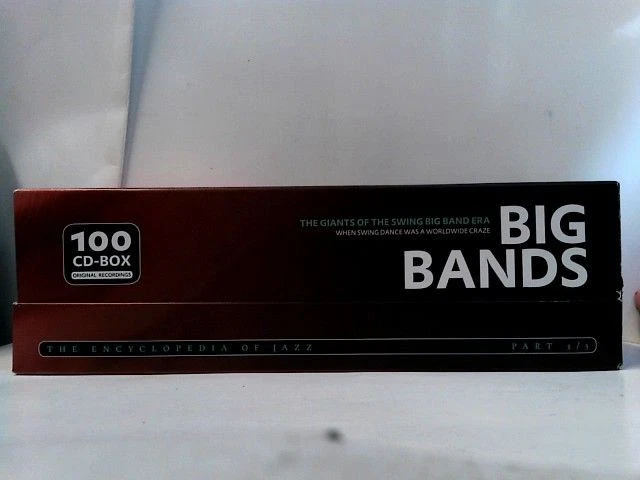 100
CD-BOX
ORIGINAL RECORDINGS
THE GIANTS OF THE SWING BIG BAND ERA
WHEN SWING DANCE WAS A WORLDWIDE CRAZE
BIG
BANDS
THE ENCYCLOPEDIA OF JAZZ
PART